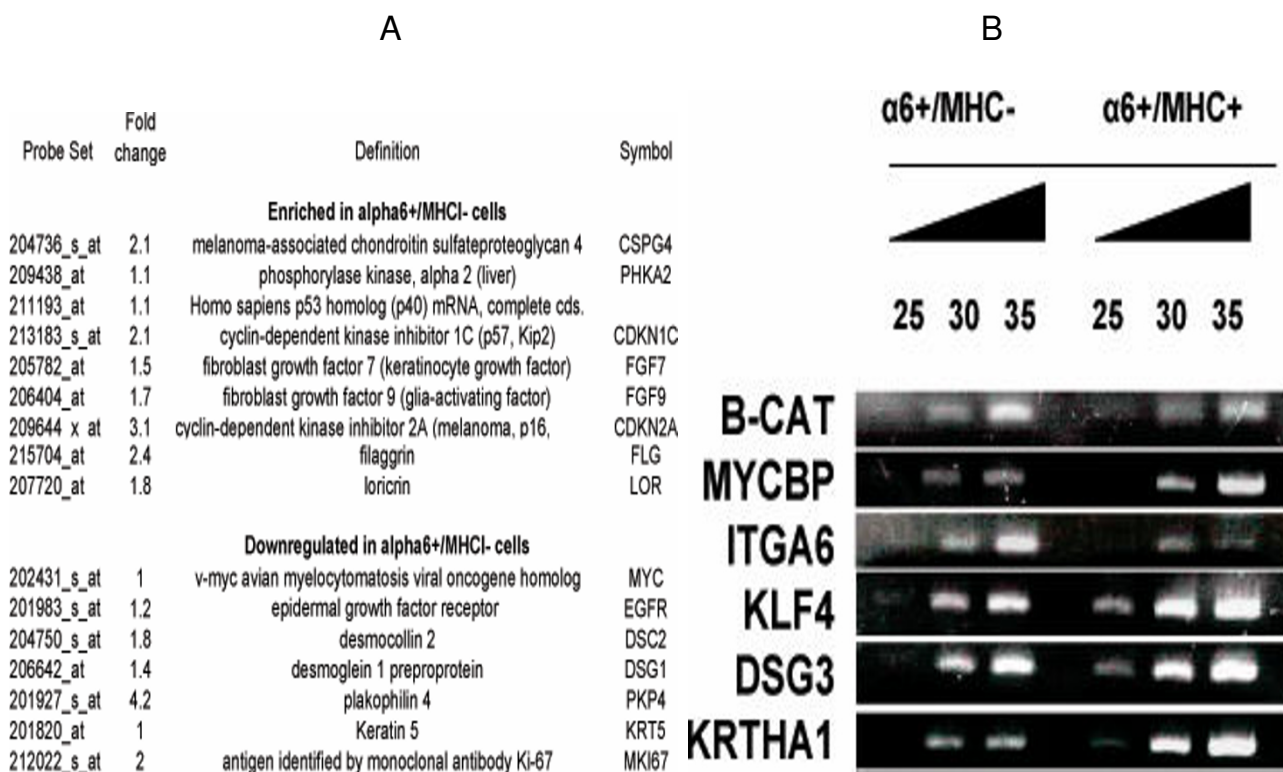 A
B
Fold
Probe Set change Definition Symbol
Enriched in alpha6+/MHCI- cells
204736_s_at 2.1 melanoma-associated chondroitin sulfateproteoglycan 4 CSPG4
209438_at 1.1 phosphorylase kinase, alpha 2 (liver) PHKA2
211193_at 1.1 Homo sapiens p53 homolog (p40) mRNA, complete cds.
213183_s_at 2.1 cyclin-dependent kinase inhibitor 1C (p57, Kip2) CDKN1C
205782_at 1.5 fibroblast growth factor 7 (keratinocyte growth factor) FGF7
206404_at 1.7 fibroblast growth factor 9 (glia-activating factor) FGF9
209644_x_at 3.1 cyclin-dependent kinase inhibitor 2A (melanoma, p16, CDKN2A
215704_at 2.4 filaggrin FLG
207720_at 1.8 loricrin LOR
Downregulated in alpha6+/MHCI- cells
202431_s_at 1 v-myc avian myelocytomatosis viral oncogene homolog MYC
201983_s_at 1.2 epidermal growth factor receptor EGFR
204750_s_at 1.8 desmocollin 2 DSC2
206642_at 1.4 desmoglein 1 preproprotein DSG1
201927_s_at 4.2 plakophilin 4 PKP4
201820_at 1 Keratin 5 KRT5
212022_s_at 2 antigen identified by monoclonal antibody Ki-67 MKI67
α6+/MHC- α6+/MHC+
25 30 35 25 30 35
B-CAT
MYCBP
ITGA6
KLF4
DSG3
KRTHA1